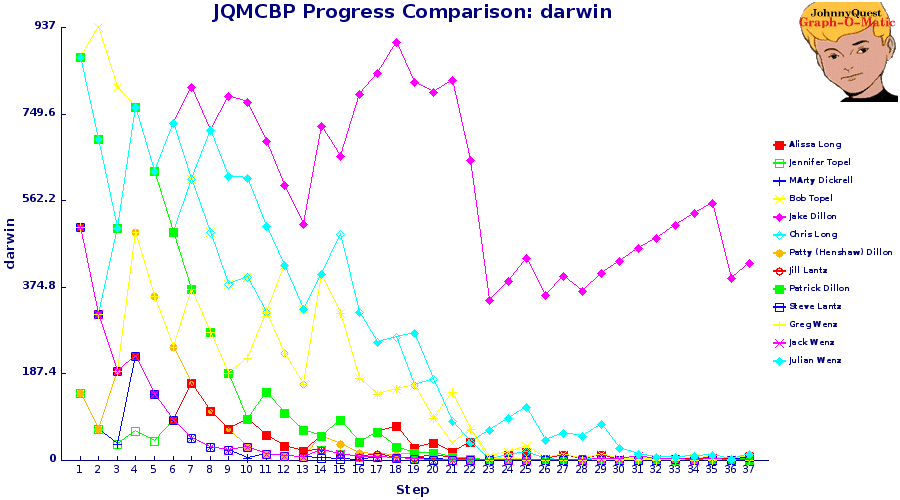 JQMCBP Progress Comparison: darwin
JohnnyQuest
Graph-O-Matic
937
749.6
562.2
374.8
187.4
0
darwin
1 2 3 4 5 6 7 8 9 10 11 12 13 14 15 16 17 18 19 20 21 22 23 24 25 26 27 28 29 30 31 32 33 34 35 36 37
Step
Alissa Long
Jennifer Topel
MArty Dickrell
Bob Topel
Jake Dillon
Chris Long
Patty (Henshaw) Dillon
Jill Lantz
Patrick Dillon
Steve Lantz
Greg Wenz
Jack Wenz
Julian Wenz